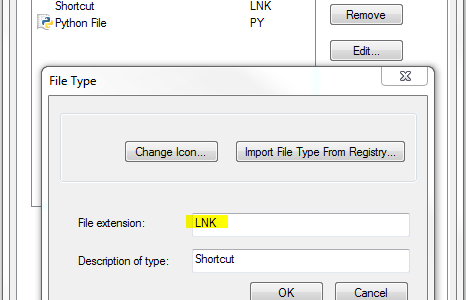 Shortcut LNK
Python File PY
Remove
Edit...
File Type
Change Icon...
Import File Type From Registry...
File extension: LNK
Description of type: Shortcut
OK Cancel